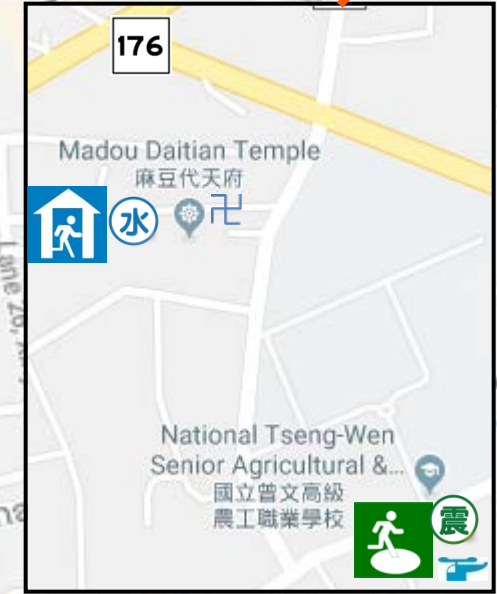 176
Madou Daitian Temple
麻豆代天府
水
卍
National Tseng-Wen
Senior Agricultural &...
國立曾文高級
農工職業學校
震